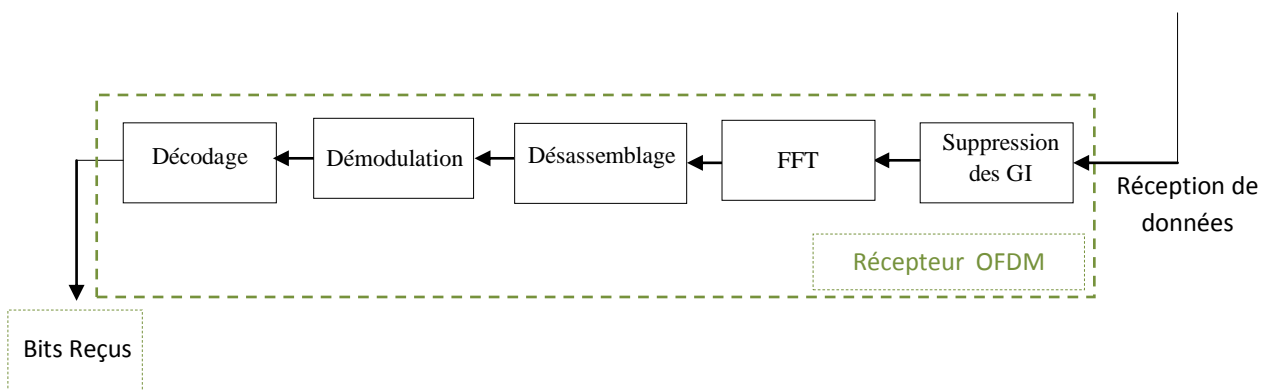 Décodage
Démodulation
Désassemblage
FFT
Suppression
des GI
Réception de
données
Récepteur OFDM
Bits Reçus